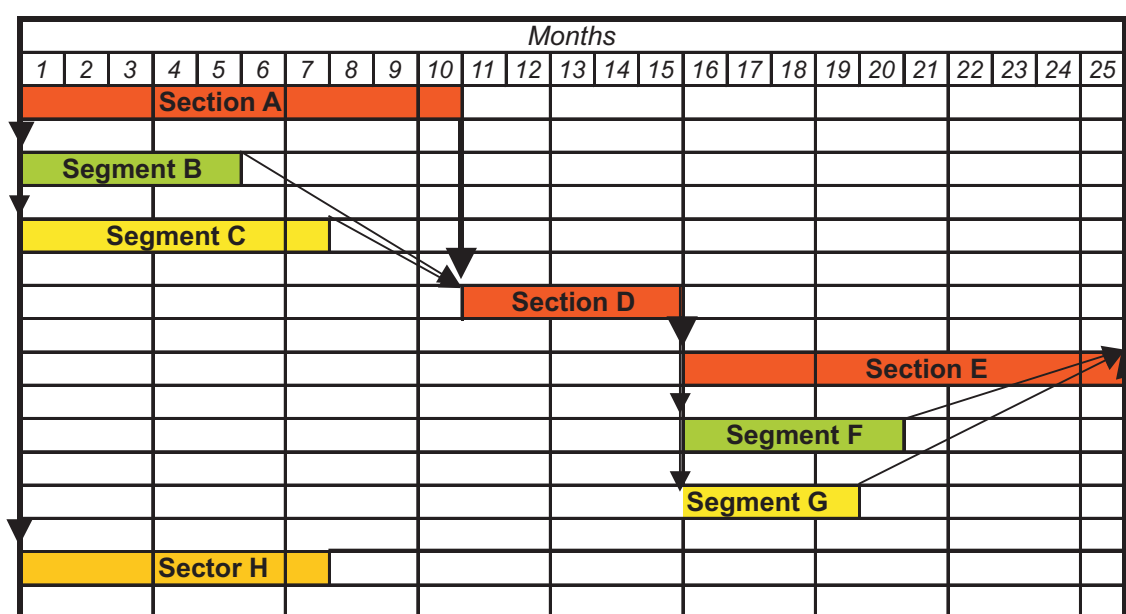 Months
1 2 3 4 5 6 7 8 9 10 11 12 13 14 15 16 17 18 19 20 21 22 23 24 25
Section A
Segment B
Segment C
Section D
Section E
Segment F
Segment G
Sector H